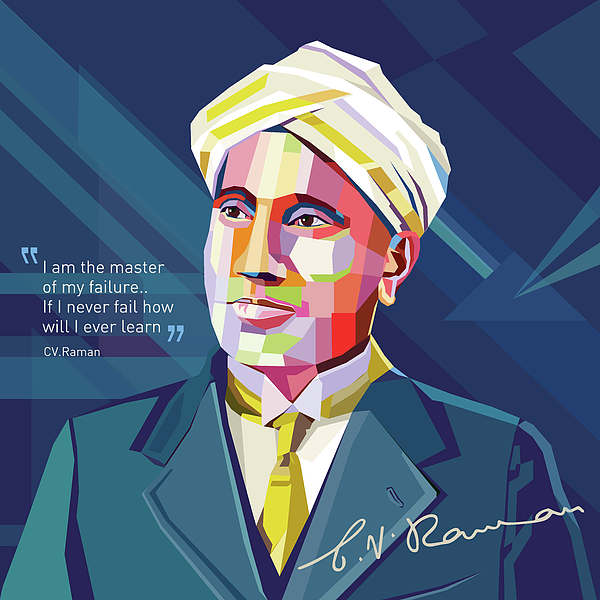 "I am the master
of my failure..
If I never fail how
will I ever learn"
CV.Raman
C.V. Raman